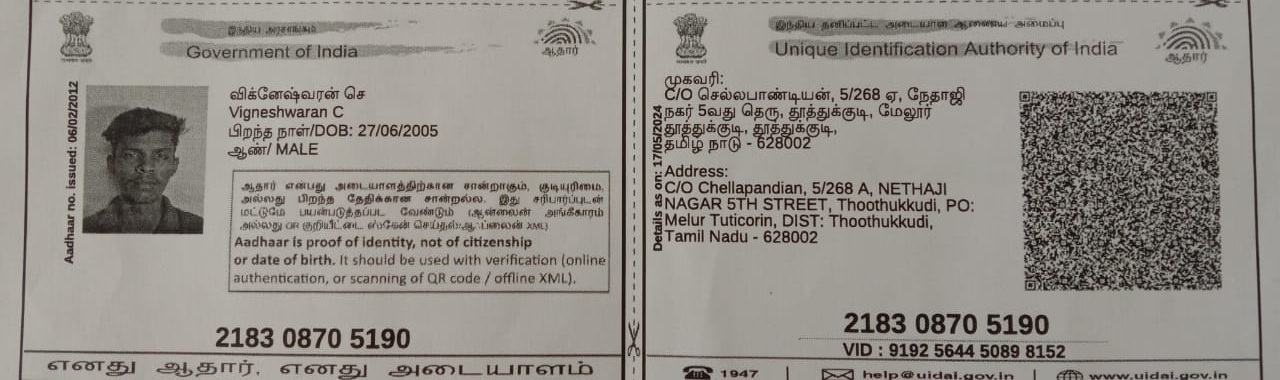 இந்திய அரசாங்கம்
Government of India
ஆதார்
Aadhaar no. issued: 06/02/2012
விக்னேஷ்வரன் செ
Vigneshwaran C
பிறந்த நாள்/DOB: 27/06/2005
ஆண்/ MALE
ஆதார் என்பது அடையாளத்திற்கான சான்றாகும், குடியுரிமை,
அல்லது பிறந்த தேதிக்கான சான்றல்ல. இது சரிபார்ப்புடன்
மட்டுமே பயன்படுத்தப்பட வேண்டும் (ஆன்லைன் அங்கீகாரம்
அல்லது QR குறியீட்டை ஸ்கேன் செய்தல்/ஆஃப்லைன் XML)
Aadhaar is proof of identity, not of citizenship
or date of birth. It should be used with verification (online
authentication, or scanning of QR code / offline XML).
2183 0870 5190
எனது ஆதார், எனது அடையாளம்
இந்திய தனிப்பட்ட அடையாள ஆணைய அமைப்பு
Unique Identification Authority of India
ஆதார்
Details as on: 17/05/2024
முகவரி:
C/O செல்லபாண்டியன், 5/268 ஏ, நேதாஜி
நகர் 5வது தெரு, தூத்துக்குடி, மேலூர்
தூத்துக்குடி, தூத்துக்குடி,
தமிழ் நாடு - 628002
Address:
C/O Chellapandian, 5/268 A, NETHAJI
NAGAR 5TH STREET, Thoothukkudi, PO:
Melur Tuticorin, DIST: Thoothukkudi,
Tamil Nadu - 628002
2183 0870 5190
VID : 9192 5644 5089 8152
1947
help@uidai.gov.in
www.uidai.gov.in